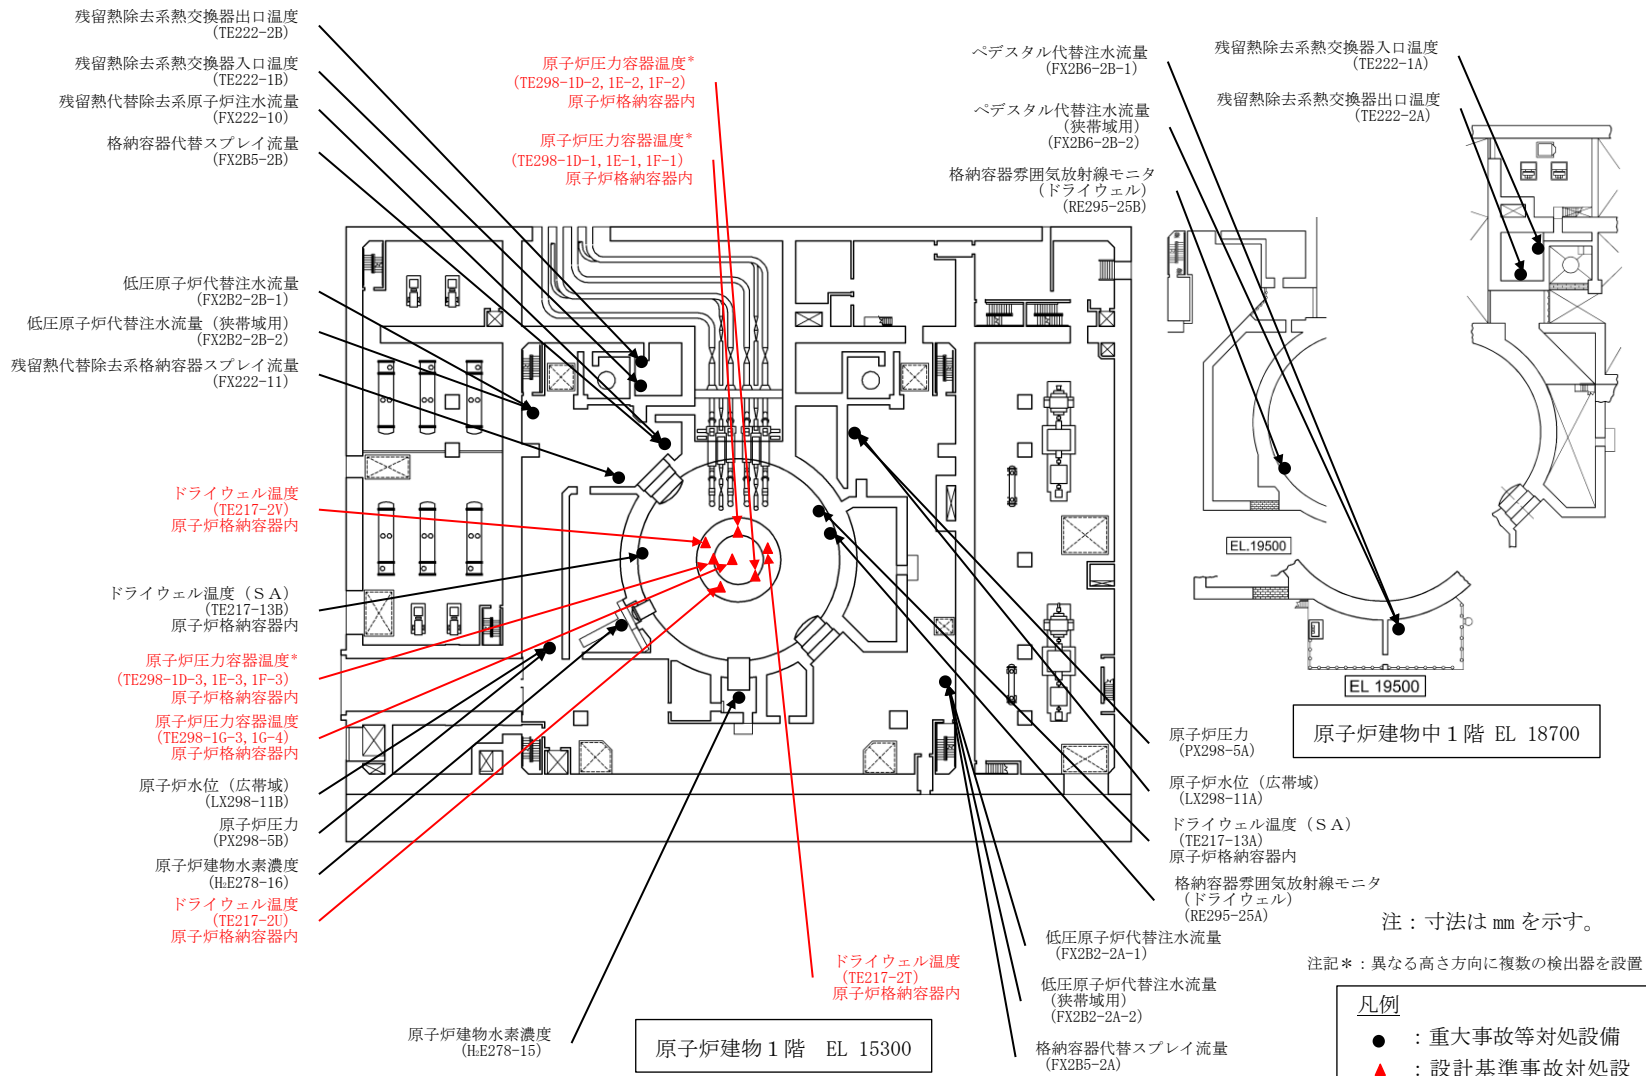 残留熱除去系熱交換器出口温度
(TE222-2B)
残留熱除去系熱交換器入口温度
(TE222-1B)
残留熱代替除去系原子炉注水流量
(FX222-10)
格納容器代替スプレイ流量
(FX2B5-2B)
原子炉圧力容器温度*
(TE298-1D-2, 1E-2, 1F-2)
原子炉格納容器内
原子炉圧力容器温度*
(TE298-1D-1, 1E-1, 1F-1)
原子炉格納容器内
ペデスタル代替注水流量
(FX2B6-2B-1)
ペデスタル代替注水流量
(狭帯域用)
(FX2B6-2B-2)
格納容器雰囲気放射線モニタ
(ドライウェル)
(RE295-25B)
残留熱除去系熱交換器入口温度
(TE222-1A)
残留熱除去系熱交換器出口温度
(TE222-2A)
低圧原子炉代替注水流量
(FX2B2-2B-1)
低圧原子炉代替注水流量(狭帯域用)
(FX2B2-2B-2)
残留熱代替除去系格納容器スプレイ流量
(FX222-11)
ドライウェル温度
(TE217-2V)
原子炉格納容器内
ドライウェル温度(SA)
(TE217-13B)
原子炉格納容器内
原子炉圧力容器温度*
(TE298-1D-3, 1E-3, 1F-3)
原子炉格納容器内
原子炉圧力容器温度
(TE298-1G-3, 1G-4)
原子炉格納容器内
原子炉水位(広帯域)
(LX298-11B)
原子炉圧力
(PX298-5B)
原子炉建物水素濃度
(H₂E278-16)
ドライウェル温度
(TE217-2U)
原子炉格納容器内
原子炉建物水素濃度
(H₂E278-15)
ドライウェル温度
(TE217-2T)
原子炉格納容器内
原子炉建物1階 EL 15300
EL.19500
EL 19500
原子炉建物中1階 EL 18700
原子炉圧力
(PX298-5A)
原子炉水位(広帯域)
(LX298-11A)
ドライウェル温度(SA)
(TE217-13A)
原子炉格納容器内
格納容器雰囲気放射線モニタ
(ドライウェル)
(RE295-25A)
低圧原子炉代替注水流量
(FX2B2-2A-1)
低圧原子炉代替注水流量
(狭帯域用)
(FX2B2-2A-2)
格納容器代替スプレイ流量
(FX2B5-2A)
注:寸法は mm を示す。
注記*:異なる高さ方向に複数の検出器を設置
凡例
● :重大事故等対処設備
▲ :設計基準事故対処設